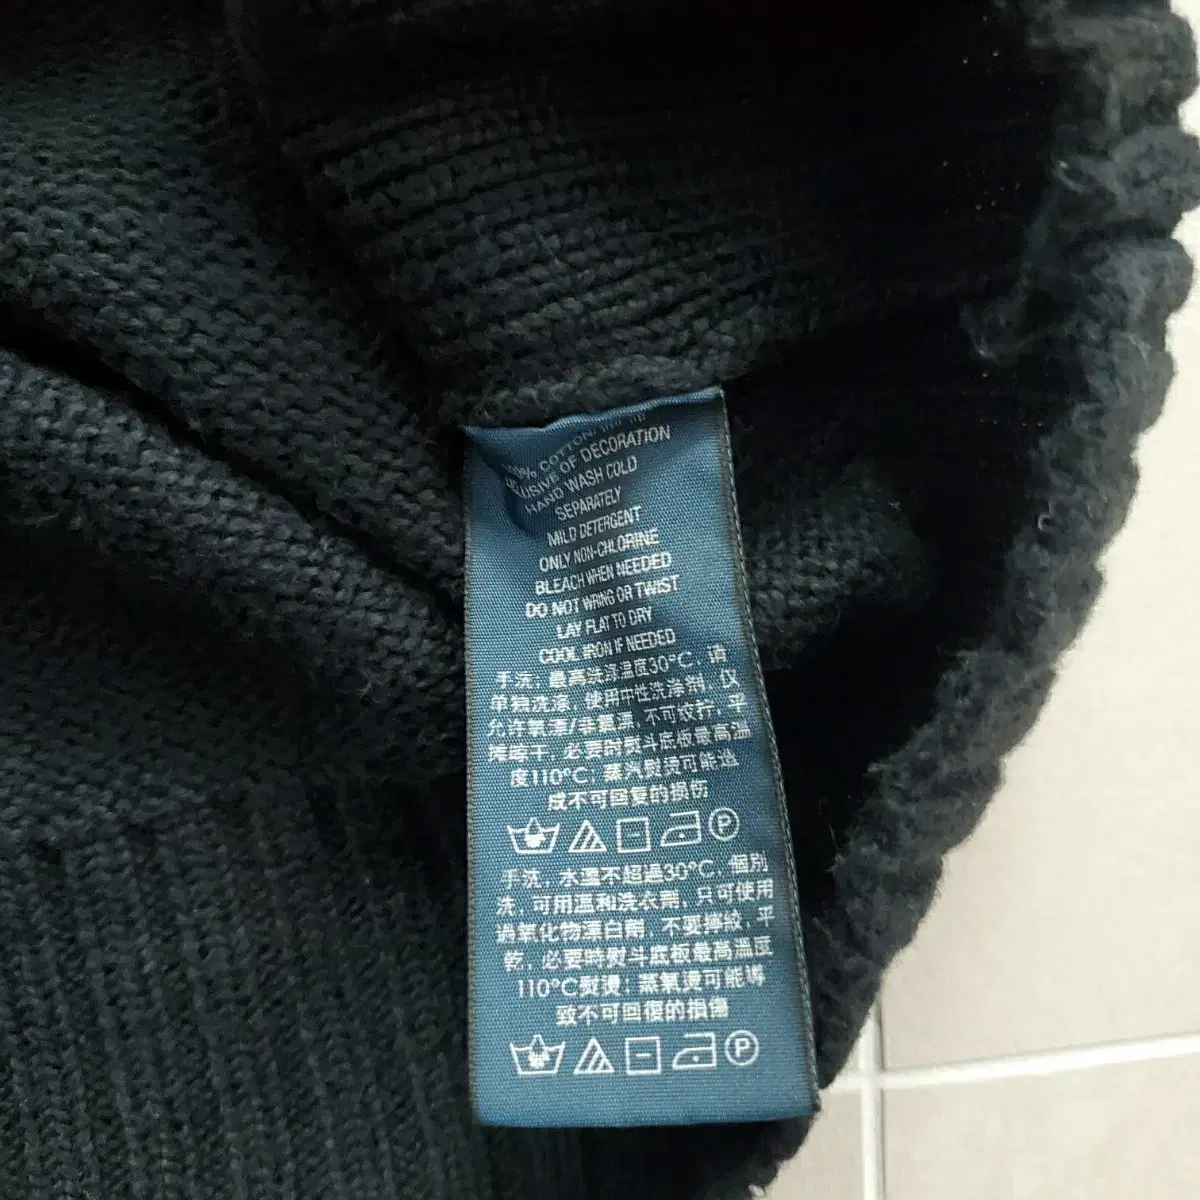 100% COTTON
EXCLUSIVE OF DECORATION
HAND WASH COLD
SEPARATELY
MILD DETERGENT
ONLY NON-CHLORINE
BLEACH WHEN NEEDED
DO NOT WRING OR TWIST
LAY FLAT TO DRY
COOL IRON IF NEEDED
手洗, 最高洗涤温度30°C, 请
单独洗涤, 使用中性洗涤剂, 仅
允许氧漂/非氯漂, 不可绞拧, 平
摊晾干, 必要时熨斗底板最高温
度110°C; 蒸汽熨烫可能造
成不可回复的损伤
P
手洗, 水温不超過30°C, 個別
洗, 可用溫和洗衣劑, 只可使用
過氧化物漂白劑, 不要擰絞, 平
乾, 必要時熨斗底板最高溫度
110°C熨燙; 蒸氣燙可能導
致不可回復的損傷
P